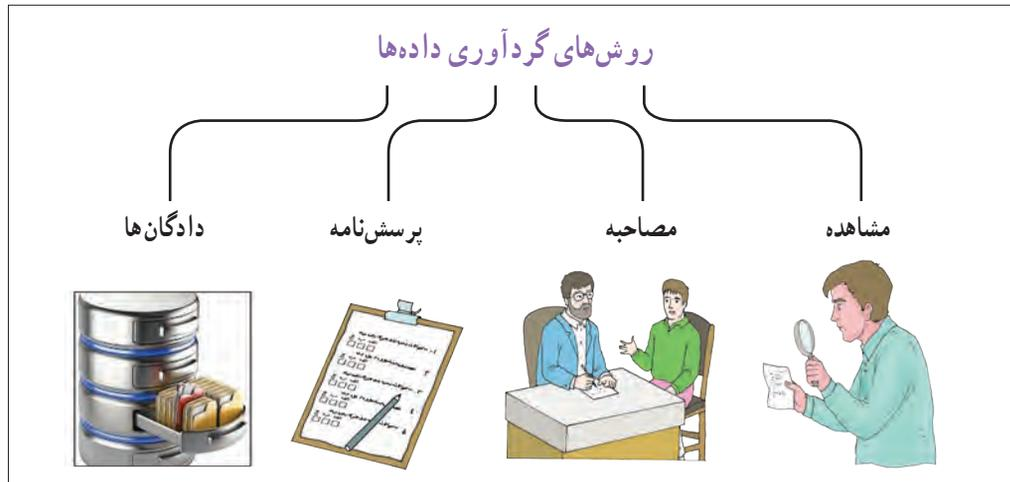 روش‌های گردآوری داده‌ها
مشاهده
مصاحبه
پرسش‌نامه
دادگان‌ها